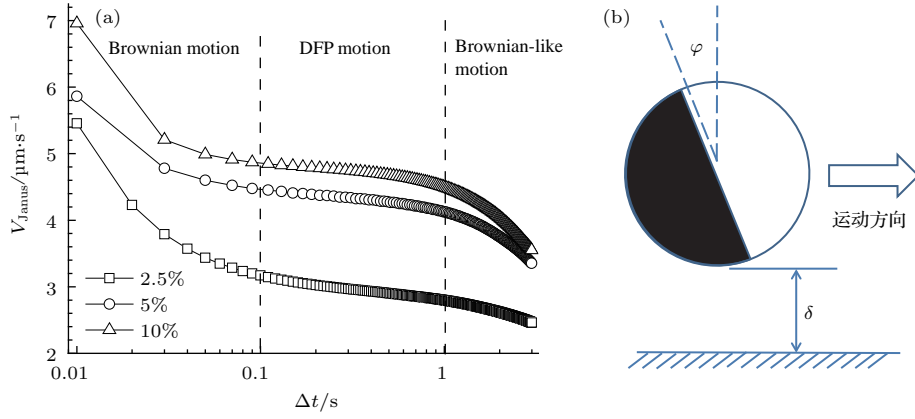 (a)
Brownian motion
DFP motion
Brownian-like
motion
V_Janus/μm·s⁻¹
7
6
5
4
3
2
2.5%
5%
10%
0.01
0.1
1
Δt/s
(b)
φ
运动方向
δ